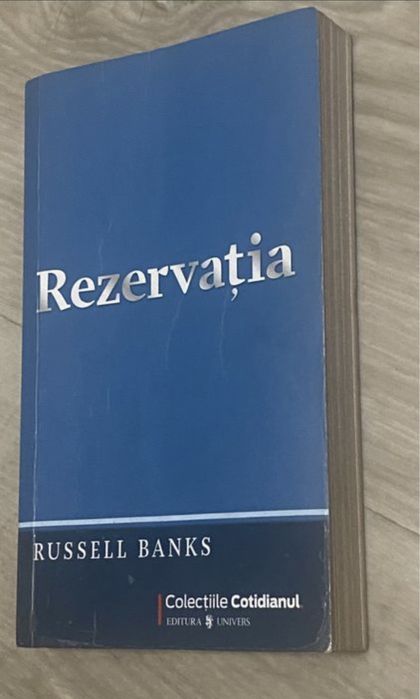 Rezervația
RUSSELL BANKS
Colecțiile Cotidianul
EDITURA UNIVERS